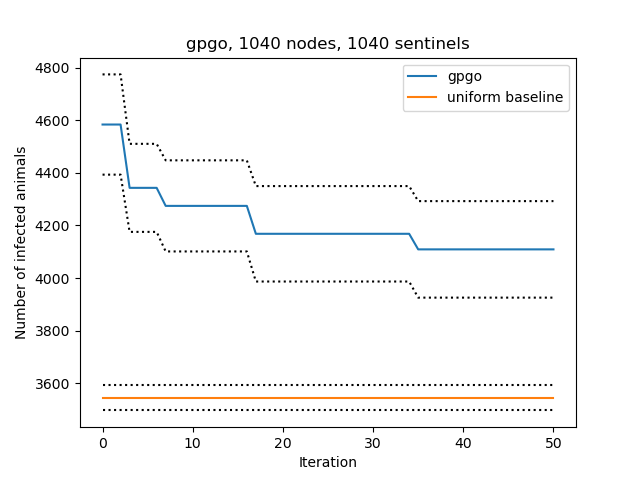 gpgo, 1040 nodes, 1040 sentinels
gpgo
uniform baseline
Number of infected animals
4800
4600
4400
4200
4000
3800
3600
0 10 20 30 40 50
Iteration